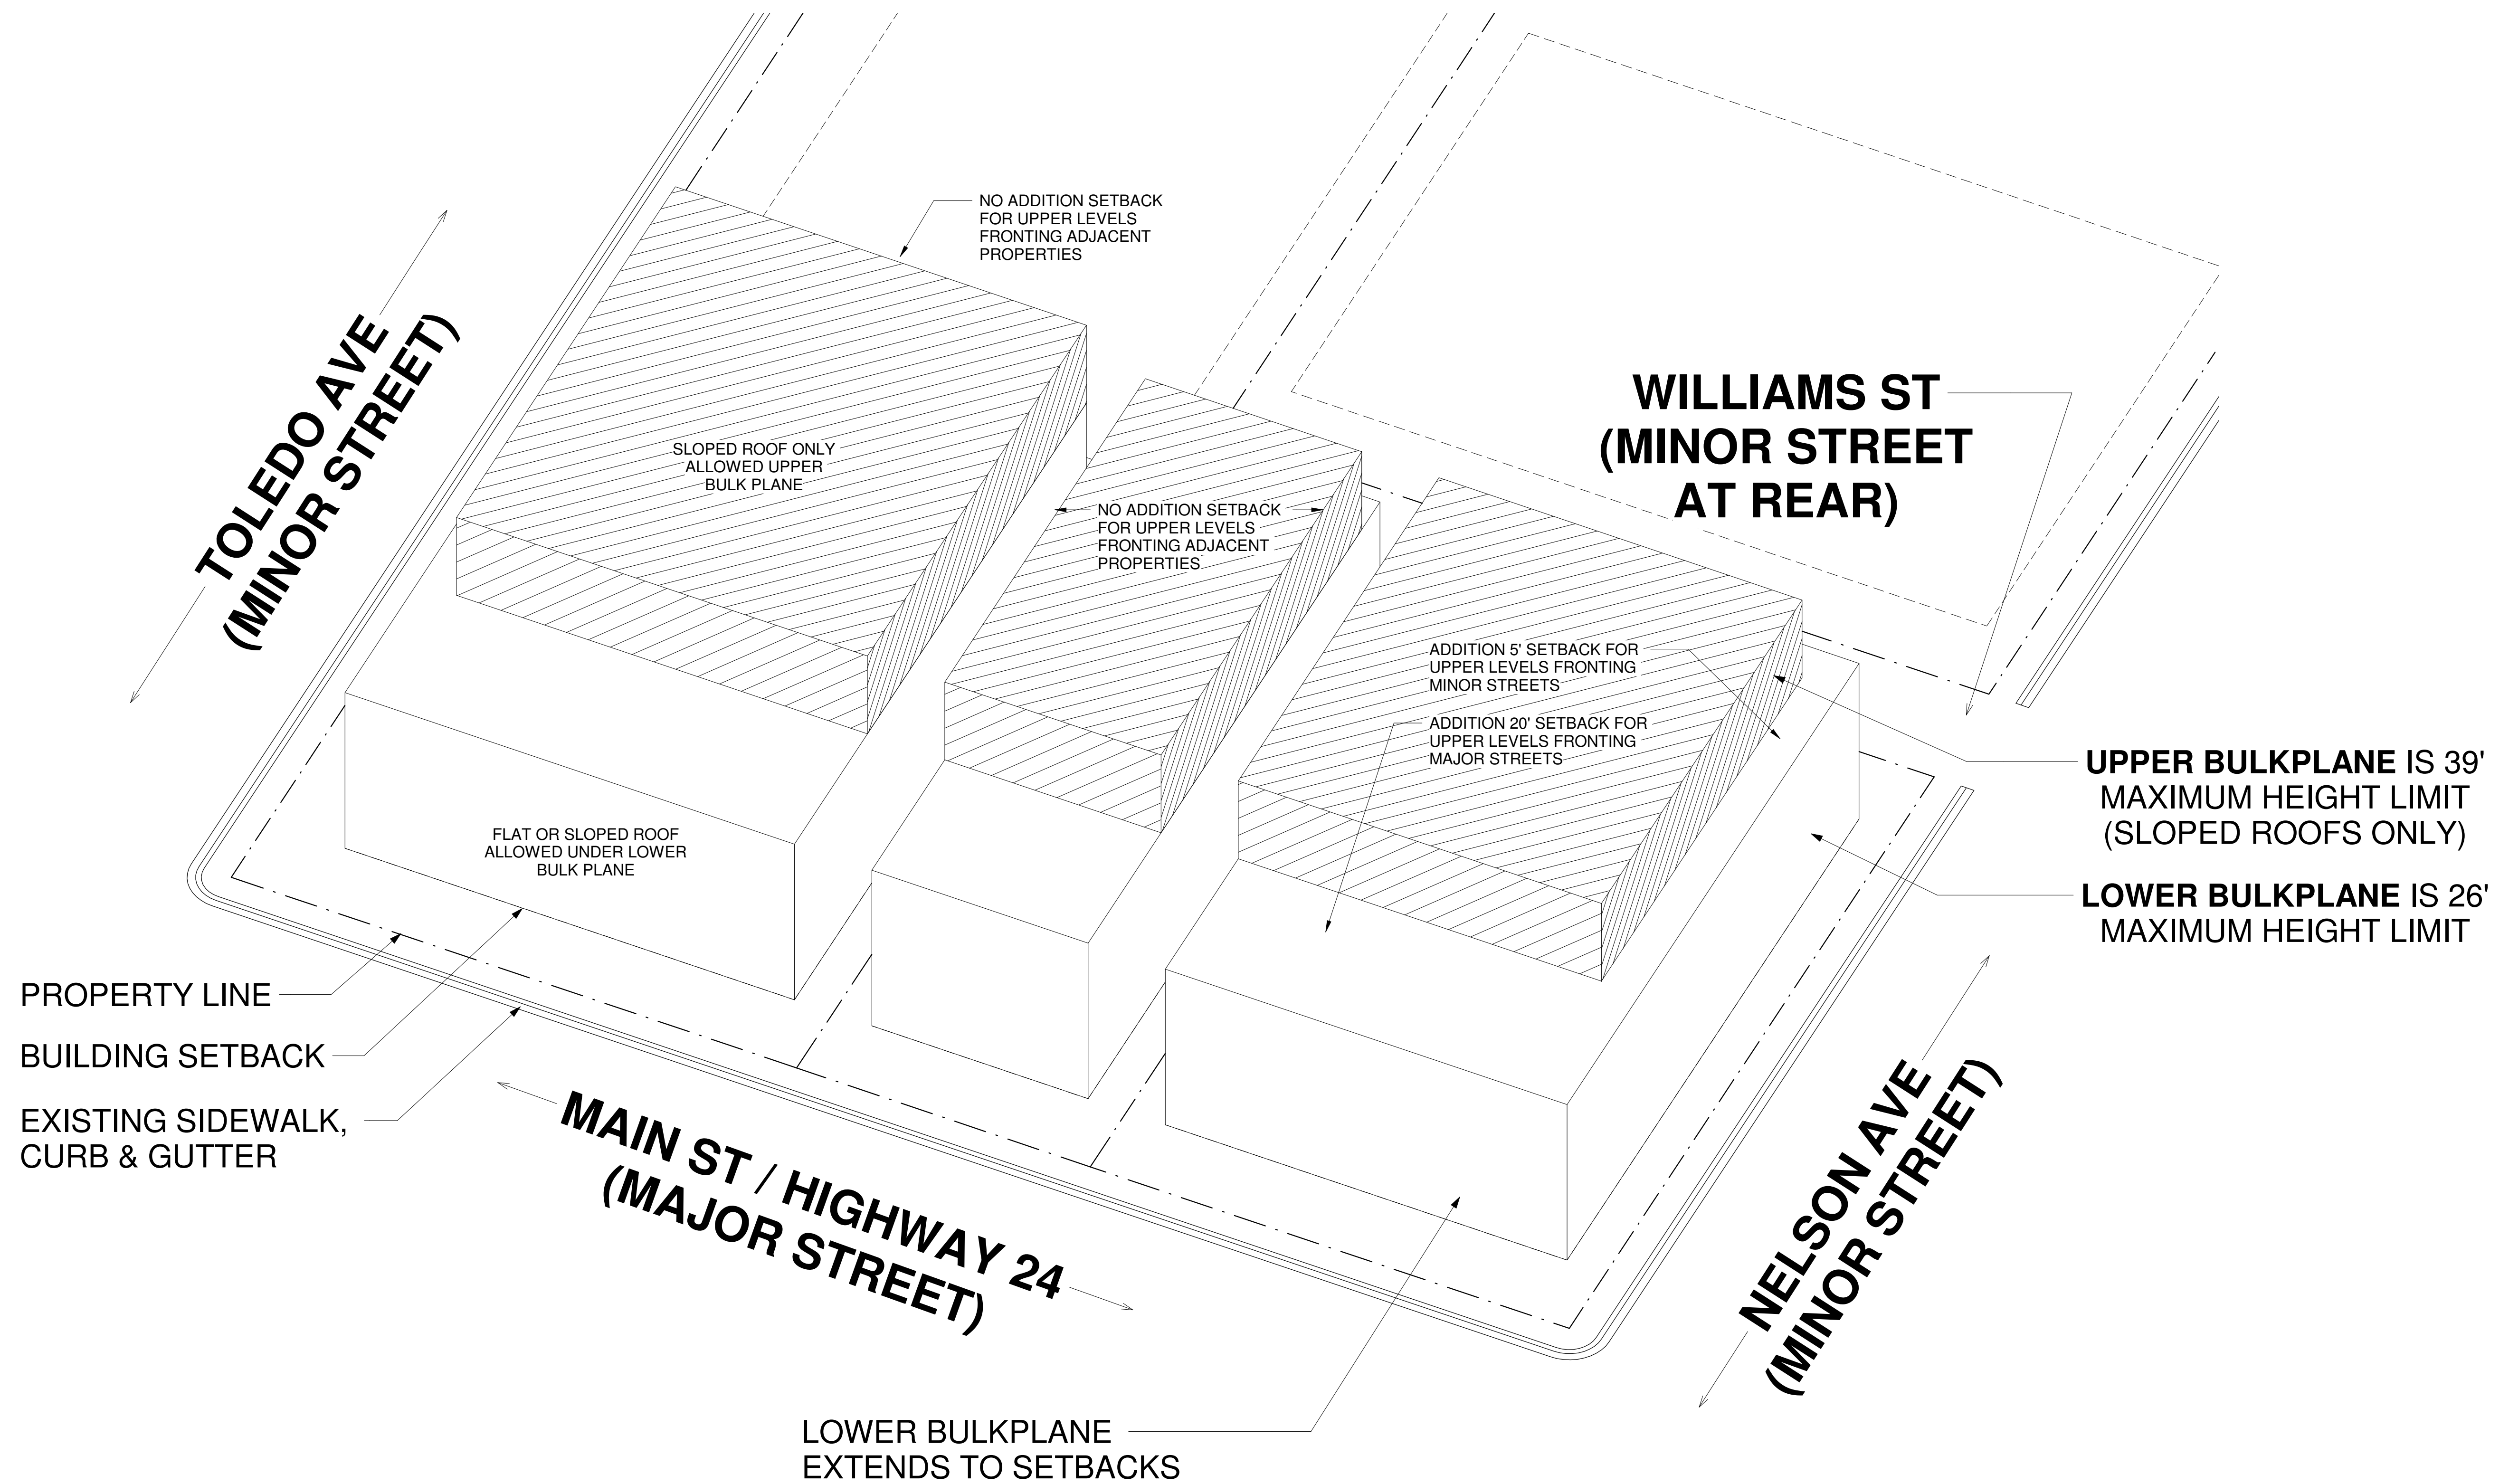 NO ADDITION SETBACK
FOR UPPER LEVELS
FRONTING ADJACENT
PROPERTIES
TOLEDO AVE
(MINOR STREET)
WILLIAMS ST
(MINOR STREET
AT REAR)
SLOPED ROOF ONLY
ALLOWED UPPER
BULK PLANE
NO ADDITION SETBACK
FOR UPPER LEVELS
FRONTING ADJACENT
PROPERTIES
ADDITION 5' SETBACK FOR
UPPER LEVELS FRONTING
MINOR STREETS
ADDITION 20' SETBACK FOR
UPPER LEVELS FRONTING
MAJOR STREETS
UPPER BULKPLANE IS 39'
MAXIMUM HEIGHT LIMIT
(SLOPED ROOFS ONLY)
LOWER BULKPLANE IS 26'
MAXIMUM HEIGHT LIMIT
FLAT OR SLOPED ROOF
ALLOWED UNDER LOWER
BULK PLANE
PROPERTY LINE
BUILDING SETBACK
EXISTING SIDEWALK,
CURB & GUTTER
MAIN ST / HIGHWAY 24
(MAJOR STREET)
NELSON AVE
(MINOR STREET)
LOWER BULKPLANE
EXTENDS TO SETBACKS